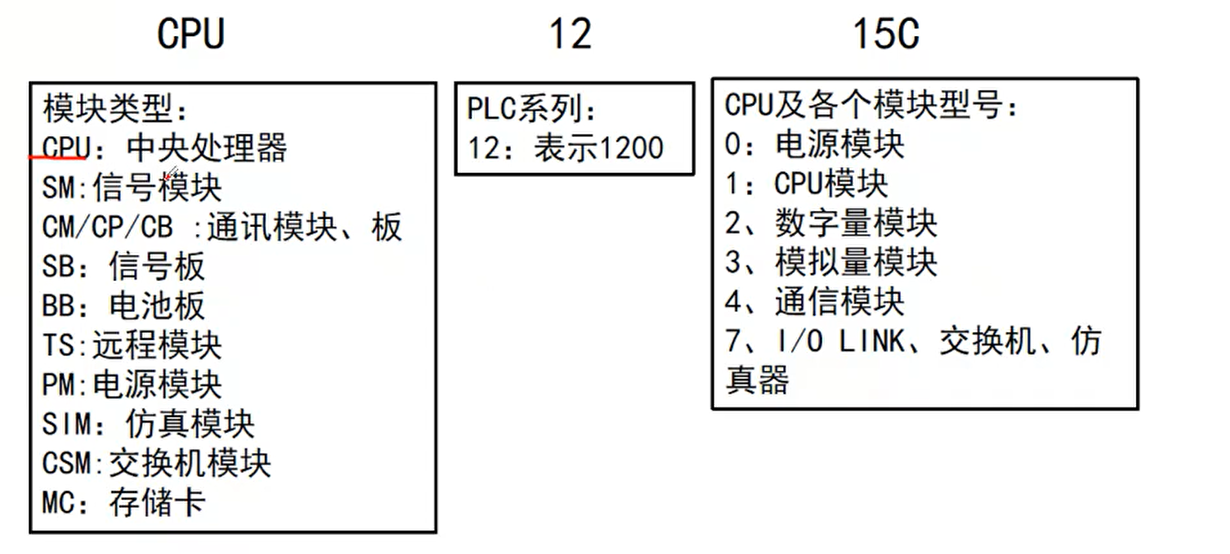 CPU
12
15C
模块类型：
CPU：中央处理器
SM:信号模块
CM/CP/CB :通讯模块、板
SB：信号板
BB：电池板
TS:远程模块
PM:电源模块
SIM：仿真模块
CSM:交换机模块
MC：存储卡
PLC系列：
12：表示1200
CPU及各个模块型号：
0：电源模块
1：CPU模块
2、数字量模块
3、模拟量模块
4、通信模块
7、I/O LINK、交换机、仿
真器